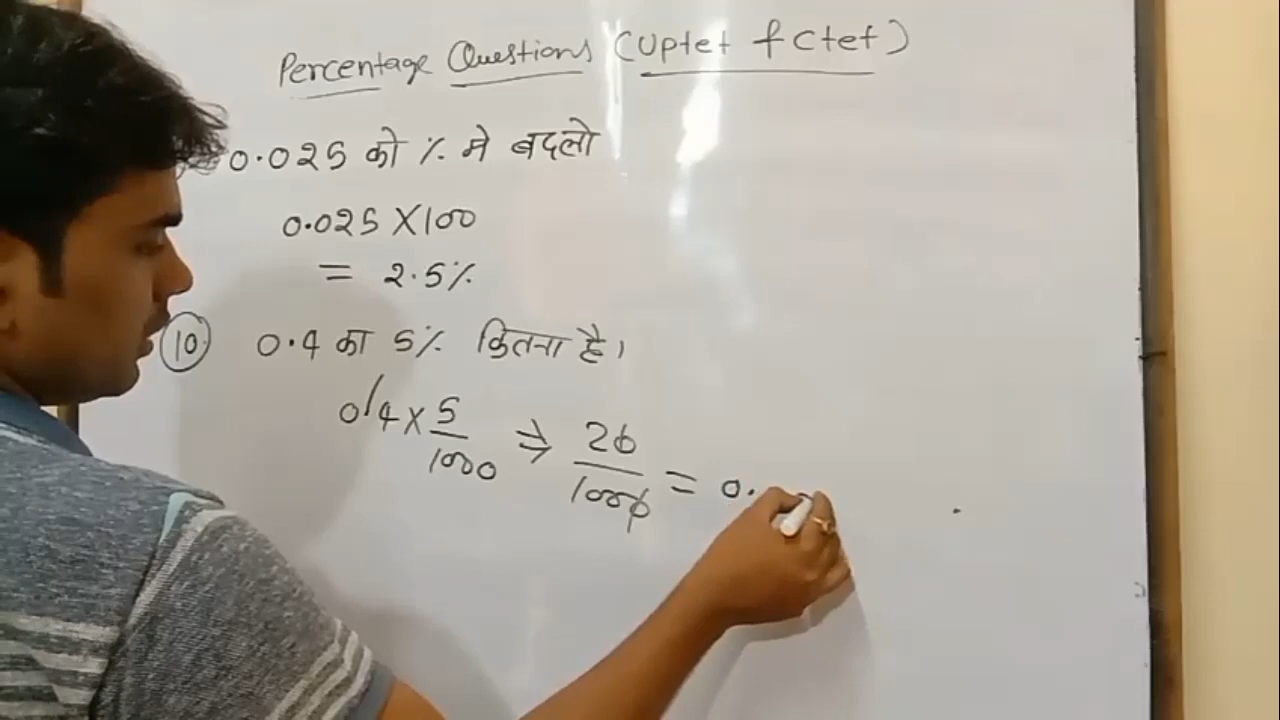 Percentage Questions (Uptet f Ctet)
0.025 को % मे बदलो
0.025 X 100
= 2.5%
10 0.4 का 5% कितना है।
0/4 X 5/1000 ⇒ 20/1000 = 0.